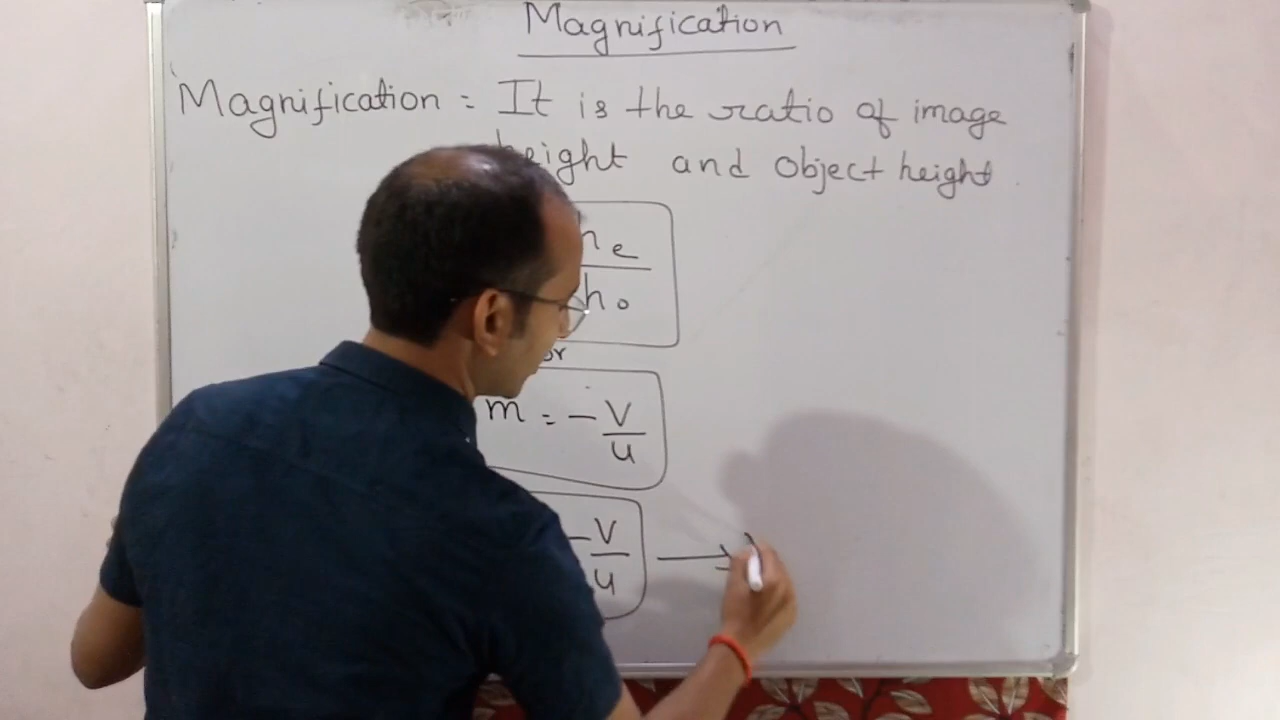 Magnification
Magnification = It is the ratio of image
height and object height
he
ho
or
m = - v
u
- v
u